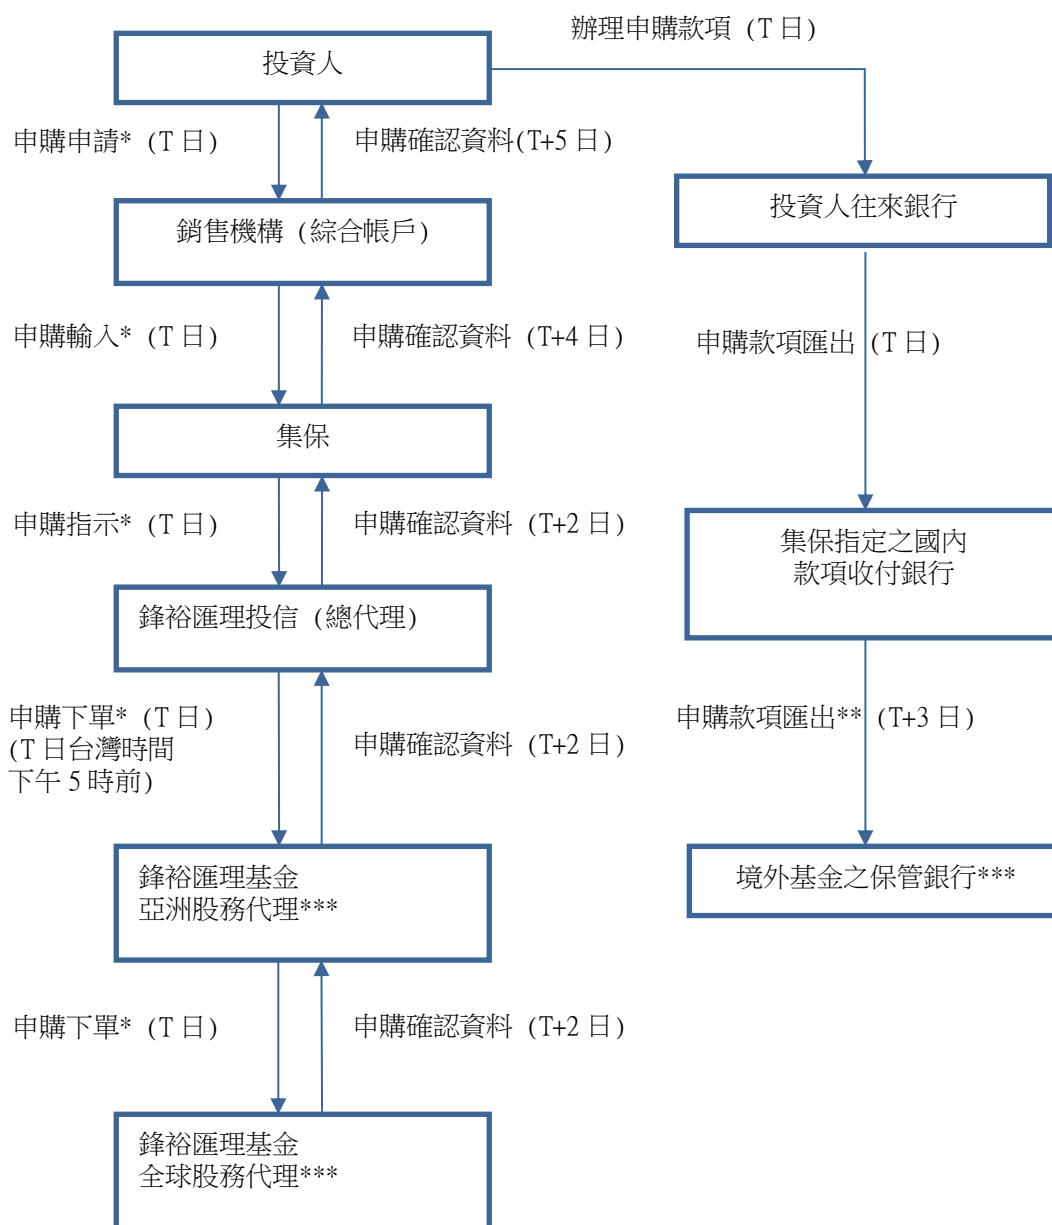 辦理申購款項 (T 日)
投資人
申購申請* (T 日)
申購確認資料(T+5 日)
投資人往來銀行
銷售機構 (綜合帳戶)
申購輸入* (T 日)
申購確認資料 (T+4 日)
申購款項匯出 (T 日)
集保
申購指示* (T 日)
申購確認資料 (T+2 日)
集保指定之國內
款項收付銀行
鋒裕匯理投信 (總代理)
申購下單* (T 日)
(T 日台灣時間
下午 5 時前)
申購確認資料 (T+2 日)
申購款項匯出** (T+3 日)
鋒裕匯理基金
亞洲股務代理***
境外基金之保管銀行***
申購下單* (T 日)
申購確認資料 (T+2 日)
鋒裕匯理基金
全球股務代理***